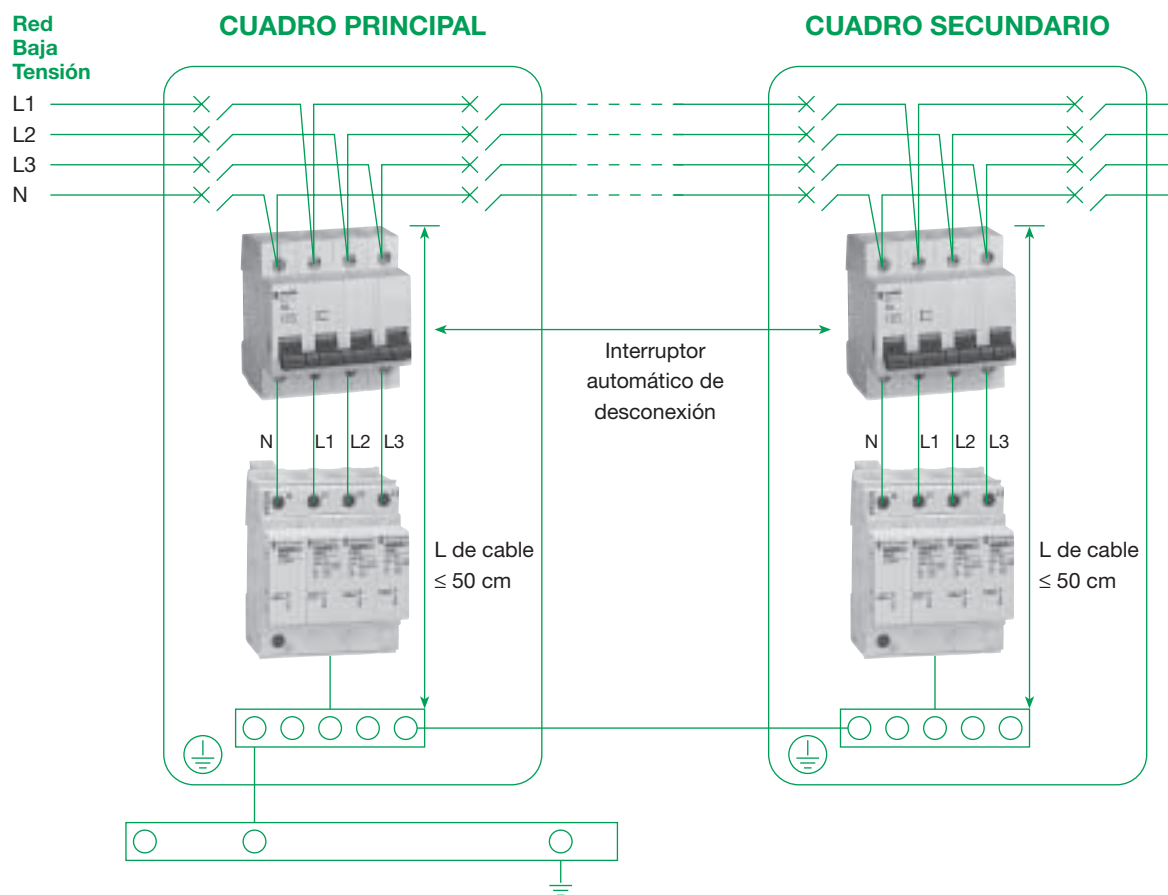 Red
Baja
Tensión
CUADRO PRINCIPAL
CUADRO SECUNDARIO
L1
L2
L3
N
Interruptor
automático de
desconexión
N L1 L2 L3
N L1 L2 L3
L de cable
≤ 50 cm
L de cable
≤ 50 cm